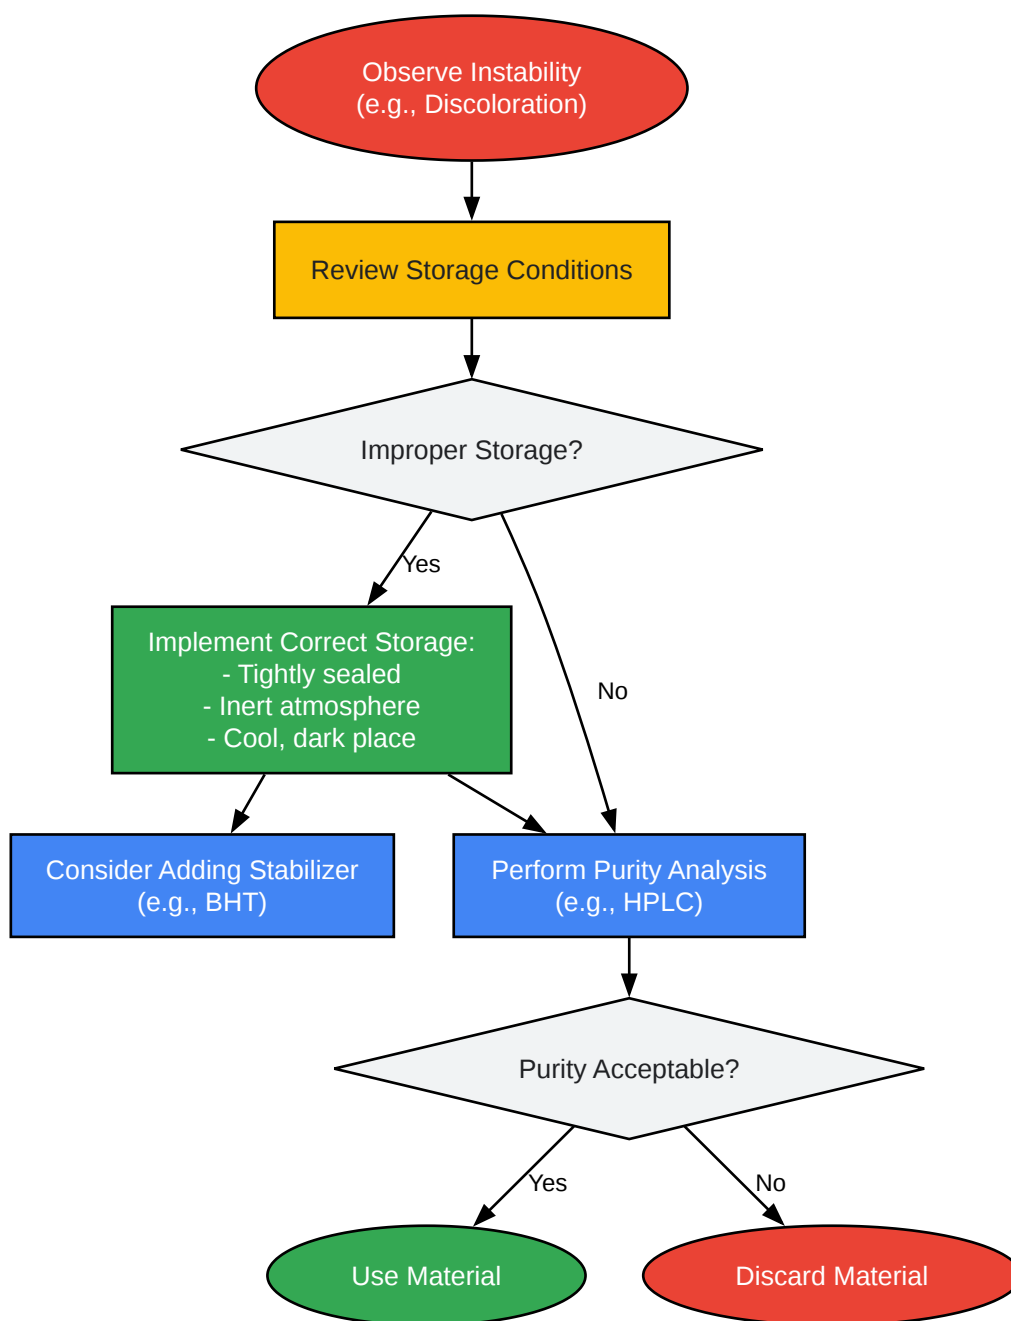 Observe Instability
(e.g., Discoloration)
Review Storage Conditions
Improper Storage?
Yes
Implement Correct Storage:
- Tightly sealed
- Inert atmosphere
- Cool, dark place
No
Consider Adding Stabilizer
(e.g., BHT)
Perform Purity Analysis
(e.g., HPLC)
Purity Acceptable?
Yes
No
Use Material
Discard Material